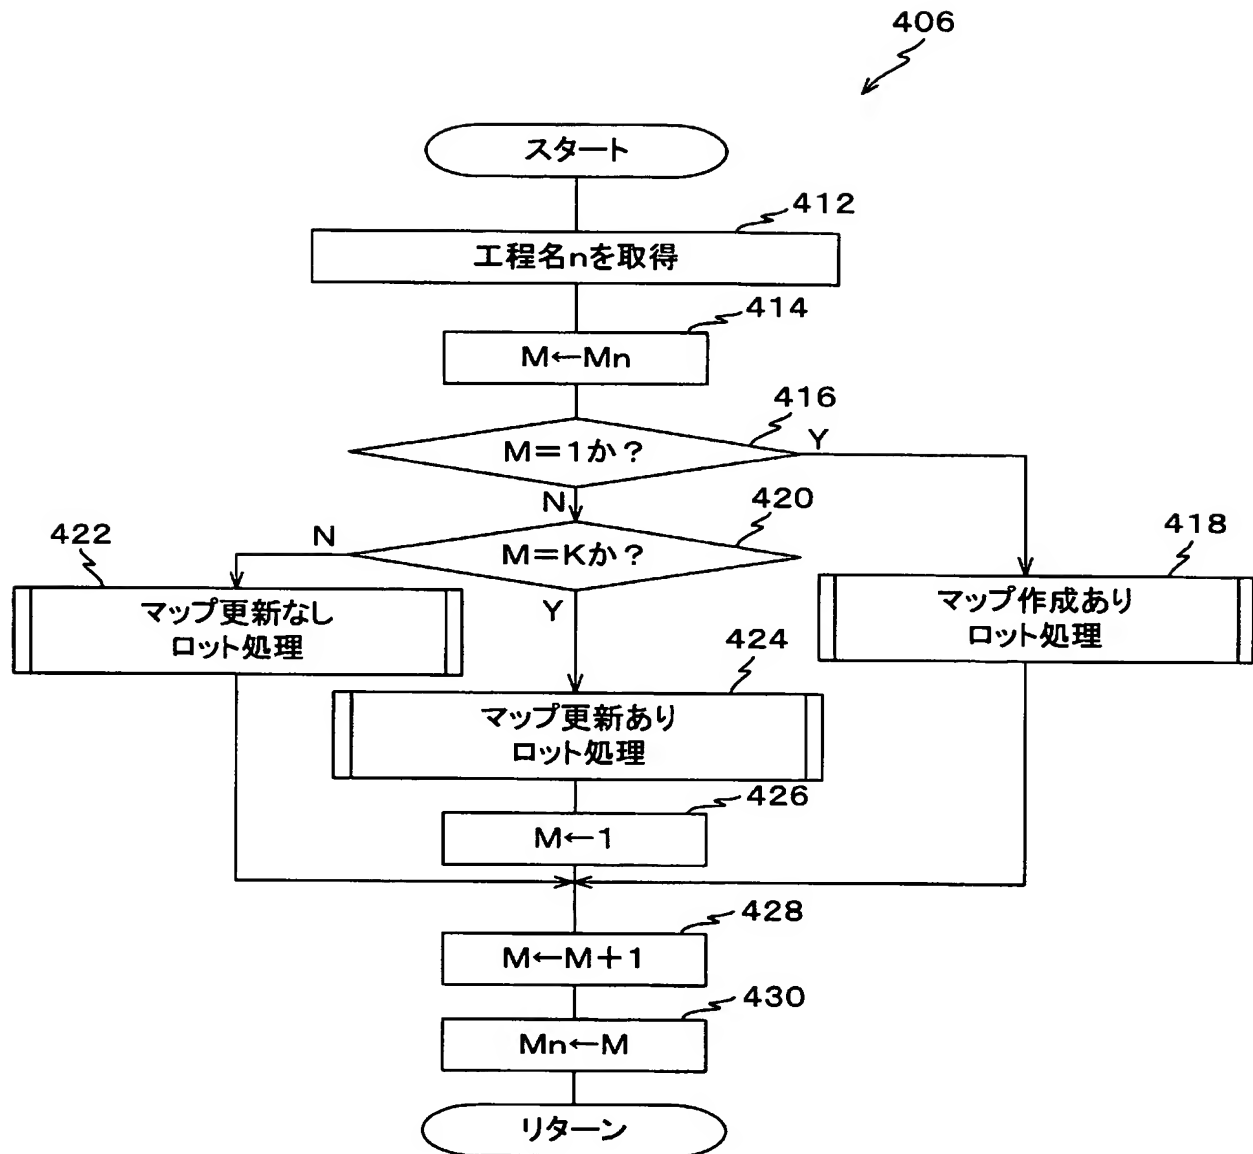 406
スタート
412
工程名nを取得
414
M←Mn
416
M=1か?
Y
N
420
M=Kか?
N
Y
422
マップ更新なし
ロット処理
418
マップ作成あり
ロット処理
424
マップ更新あり
ロット処理
426
M←1
428
M←M+1
430
Mn←M
リターン